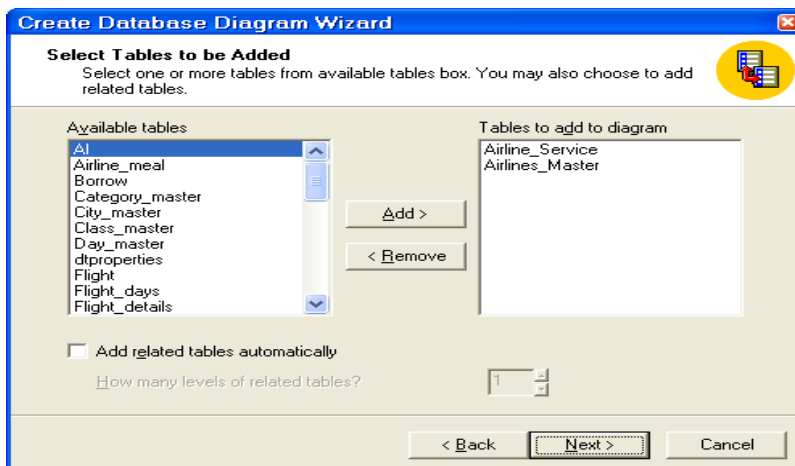 Create Database Diagram Wizard
Select Tables to be Added
Select one or more tables from available tables box. You may also choose to add
related tables.
Available tables
AI
Airline_meal
Borrow
Category_master
City_master
Class_master
Day_master
dtproperties
Flight
Flight_days
Flight_details
Add >
< Remove
Tables to add to diagram
Airline_Service
Airlines_Master
Add related tables automatically
How many levels of related tables?
1
< Back
Next >
Cancel